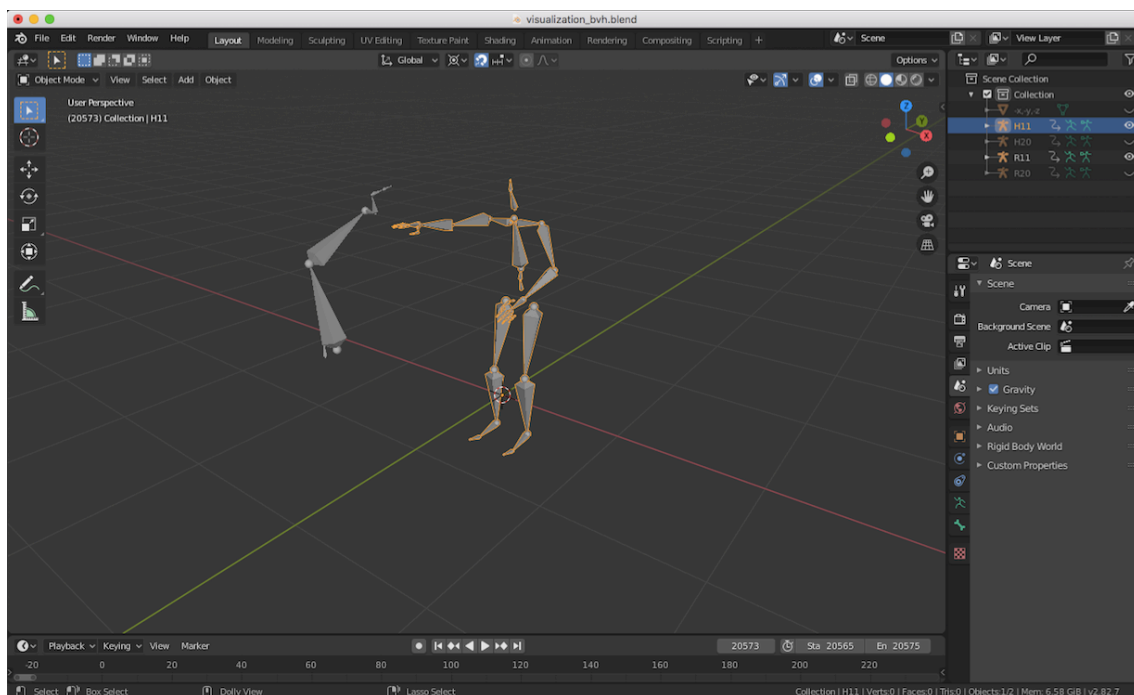 visualization_bvh.blend
File Edit Render Window Help Layout Modeling Sculpting UV Editing Texture Paint Shading Animation Rendering Compositing Scripting + Scene View Layer
Global Options
Object Mode View Select Add Object
User Perspective
(20573) Collection | H11
Z
Y
X
Scene Collection
Collection
-x,-y,z
H11
H20
R11
R20
Scene
Scene
Camera
Background Scene
Active Clip
Units
Gravity
Keying Sets
Audio
Rigid Body World
Custom Properties
Playback Keying View Marker 20573 Sta 20565 En 20575
-20 0 20 40 60 80 100 120 140 160 180 200 220
Select Box Select Dolly View Lasso Select Collection | H11 | Verts:0 | Faces:0 | Tris:0 | Objects:1/2 | Mem: 6.58 GiB | v2.82.7